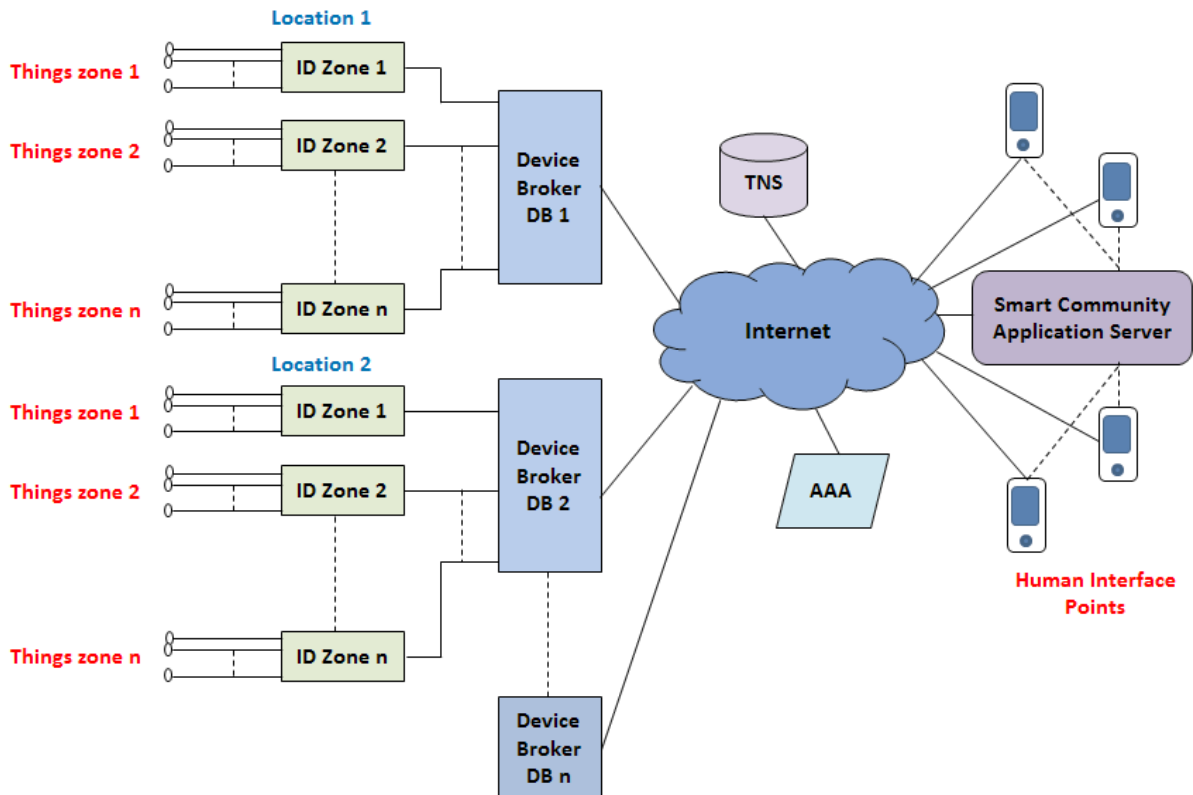 Location 1
Things zone 1
ID Zone 1
Things zone 2
ID Zone 2
Things zone n
ID Zone n
Device
Broker
DB 1
Location 2
Things zone 1
ID Zone 1
Things zone 2
ID Zone 2
Things zone n
ID Zone n
Device
Broker
DB 2
Device
Broker
DB n
TNS
Internet
AAA
Smart Community
Application Server
Human Interface
Points